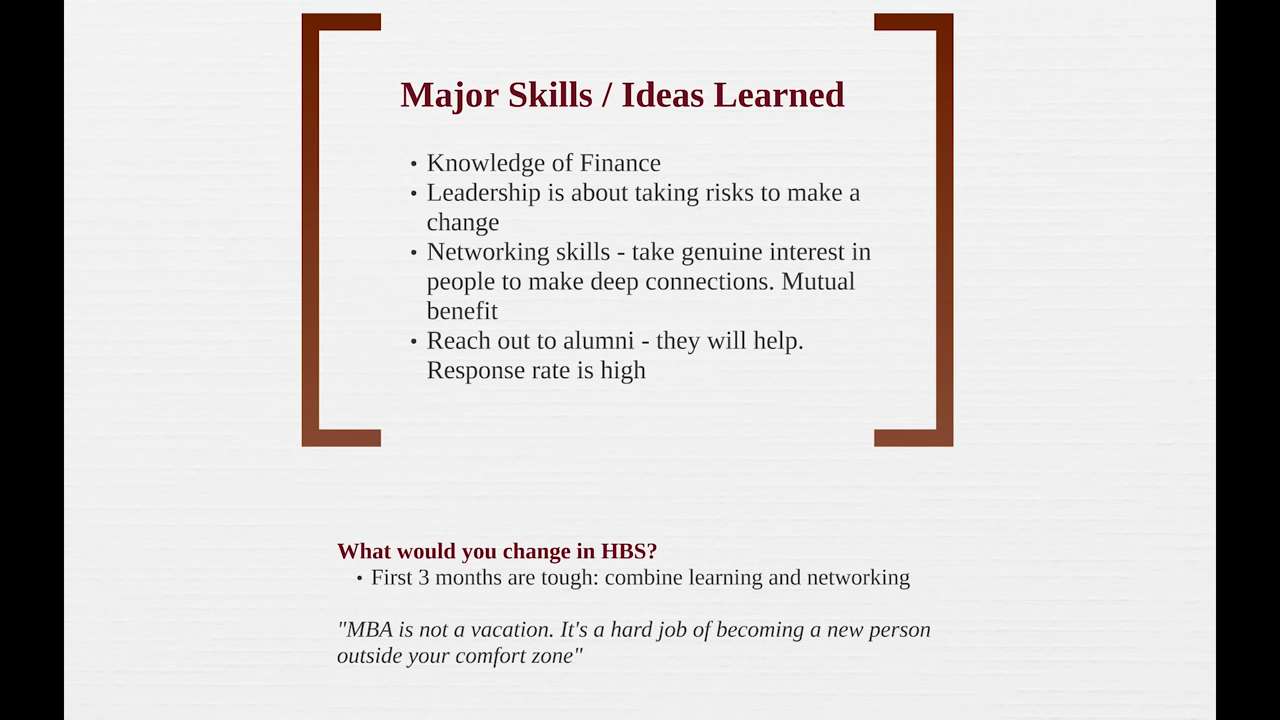 Major Skills / Ideas Learned
• Knowledge of Finance
• Leadership is about taking risks to make a
change
• Networking skills - take genuine interest in
people to make deep connections. Mutual
benefit
• Reach out to alumni - they will help.
Response rate is high
What would you change in HBS?
• First 3 months are tough: combine learning and networking
"MBA is not a vacation. It's a hard job of becoming a new person
outside your comfort zone"